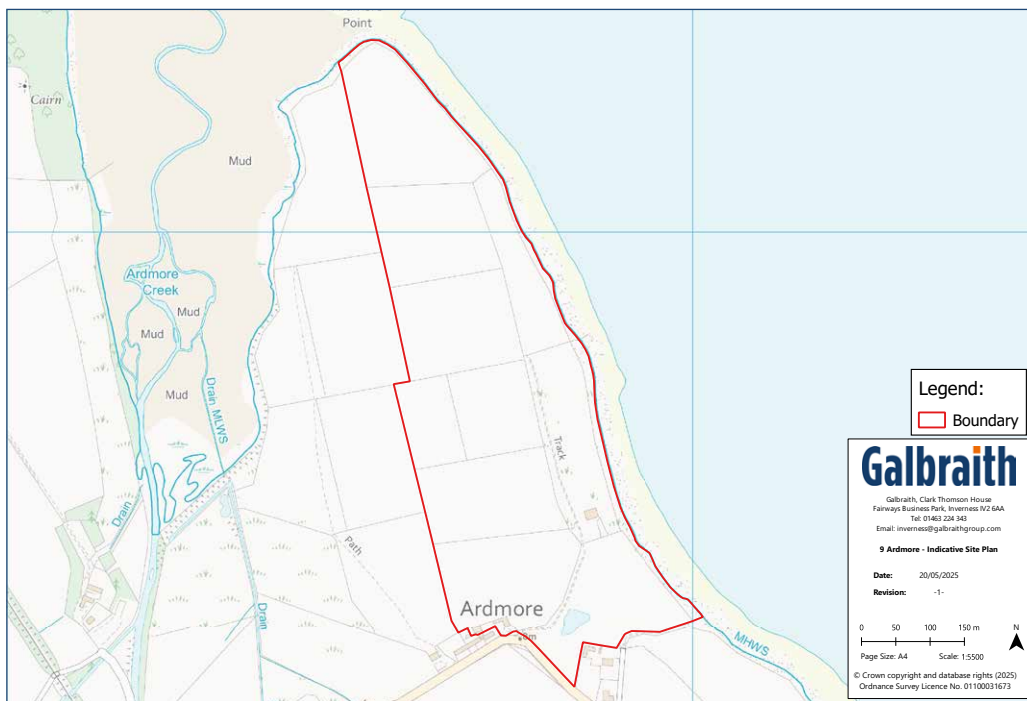 Point
Cairn
Mud
Ardmore
Creek
Mud
Mud
Mud
Drain MLWS
Drain
Drain
Path
Track
Ardmore
MHWS
Legend:
Boundary
Galbraith
Galbraith, Clark Thomson House
Fairways Business Park, Inverness IV2 6AA
Tel: 01463 224 343
Email: inverness@galbraithgroup.com
9 Ardmore - Indicative Site Plan
Date: 20/05/2025
Revision: -1-
0 50 100 150 m
N
Page Size: A4 Scale: 1:5500
© Crown copyright and database rights (2025)
Ordnance Survey Licence No. 01100031673